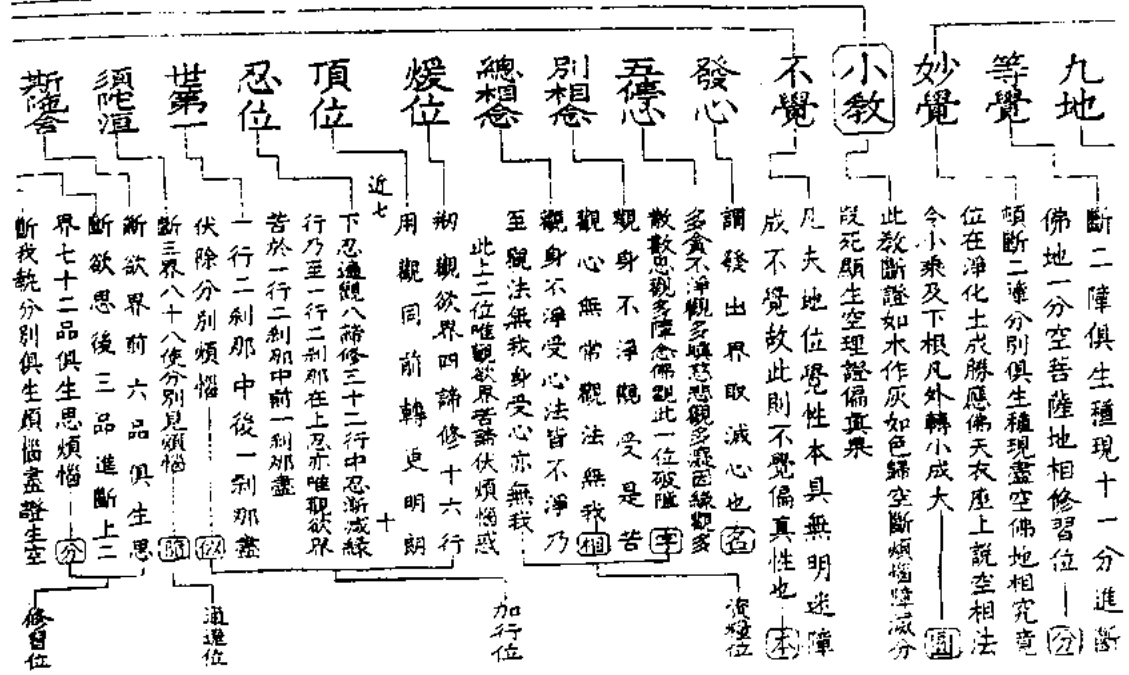 九地
等覺
妙覺
小教
不覺
發心
五停心
別相念
總相念
煖位
頂位
忍位
世第一
須陀洹
斯陀含
斷二障俱生種現十一分進斷
佛地一分空菩薩地相修習位
分
頓斷二障分別俱生種現盡空佛地相究竟
位在淨化土成勝應佛天衣座上說空相法
今小乘及下根凡外轉小成大
圓
此教斷證如木作灰如色歸空斷煩惱障滅分
段死顯生空理證偏真果
凡夫地位覺性本具無明迷障
成不覺故此則不覺偏真性也
本
謂發出界取滅心也
名
多貪不淨觀多瞋慈悲觀多癡因緣觀多
散數息觀多障念佛觀此一位破障
字
觀身不淨觀受是苦
觀心無常觀法無我
相
觀身不淨受心法皆不淨乃
至觀法無我身受心亦無我
此上二位唯觀欲界苦諦伏煩惱惑
初觀欲界四諦修十六行
用觀同前轉更明朗
近七
十
下忍遍觀八諦修三十二行中忍漸減緣
行乃至一行二剎那在上忍亦唯觀欲界
苦於一行二剎那中前一剎那盡
一行二剎那中後一剎那盡
伏除分別煩惱
似
斷三界八十八使分別見煩惱
斷欲界前六品俱生思
斷欲思後三品進斷上二
界七十二品俱生思煩惱
分
斷我執分別俱生煩惱盡證生空
資糧位
加行位
通達位
修習位